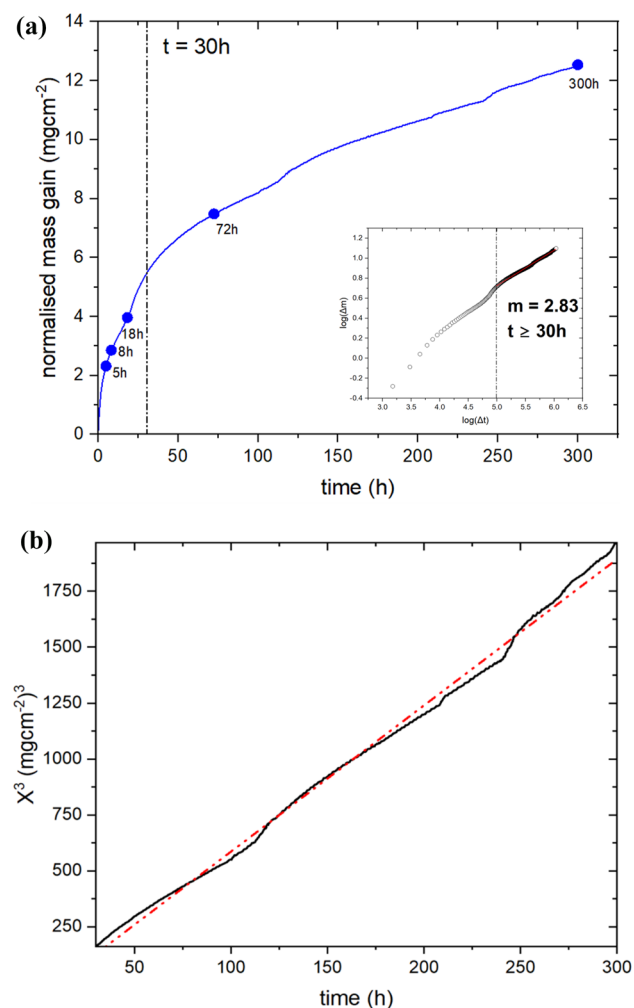 (a)
t = 30h
14
12
10
8
6
4
2
0
normalised mass gain (mgcm⁻²)
300h
72h
18h
8h
5h
1.2
1.0
0.8
0.6
0.4
0.2
0.0
-0.2
-0.4
log(Δm)
m = 2.83
t ≥ 30h
3.0 3.5 4.0 4.5 5.0 5.5 6.0 6.5
log(Δt)
0 50 100 150 200 250 300
time (h)
(b)
1750
1500
1250
1000
750
500
250
X³ (mgcm⁻²)³
50 100 150 200 250 300
time (h)